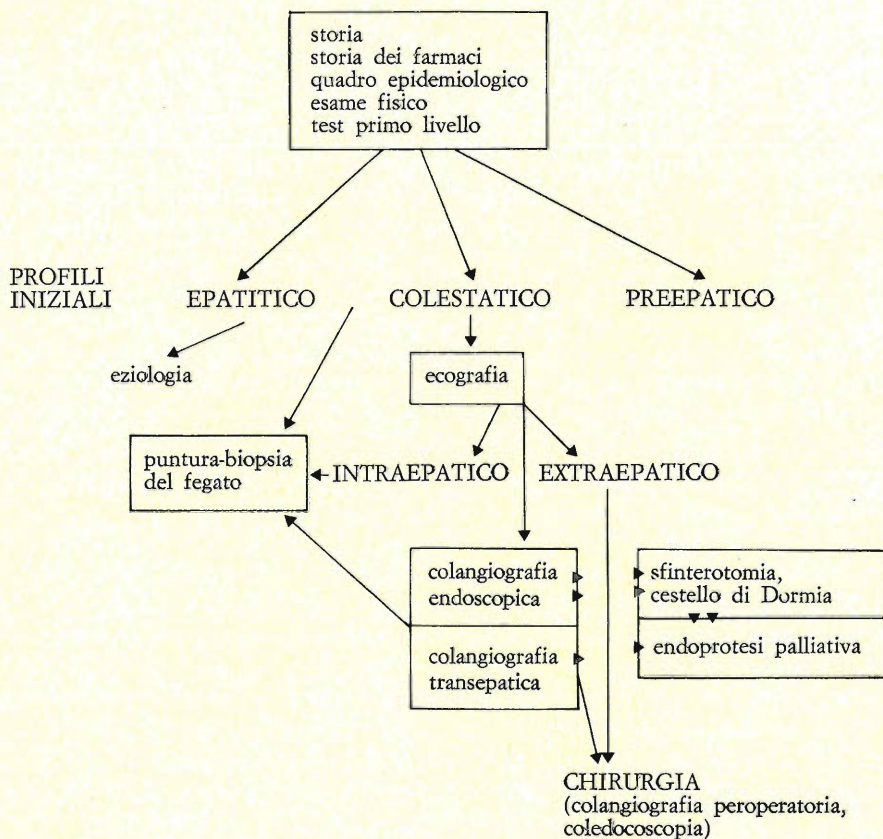 storia
storia dei farmaci
quadro epidemiologico
esame fisico
test primo livello
PROFILI
INIZIALI
EPATITICO
COLESTATICO
PREEPATICO
eziologia
ecografia
puntura-biopsia
del fegato
INTRAEPATICO
EXTRAEPATICO
colangiografia
endoscopica
sfinterotomia,
cestello di Dormia
colangiografia
transepatica
endoprotesi palliativa
CHIRURGIA
(colangiografia peroperatoria,
coledocoscopia)